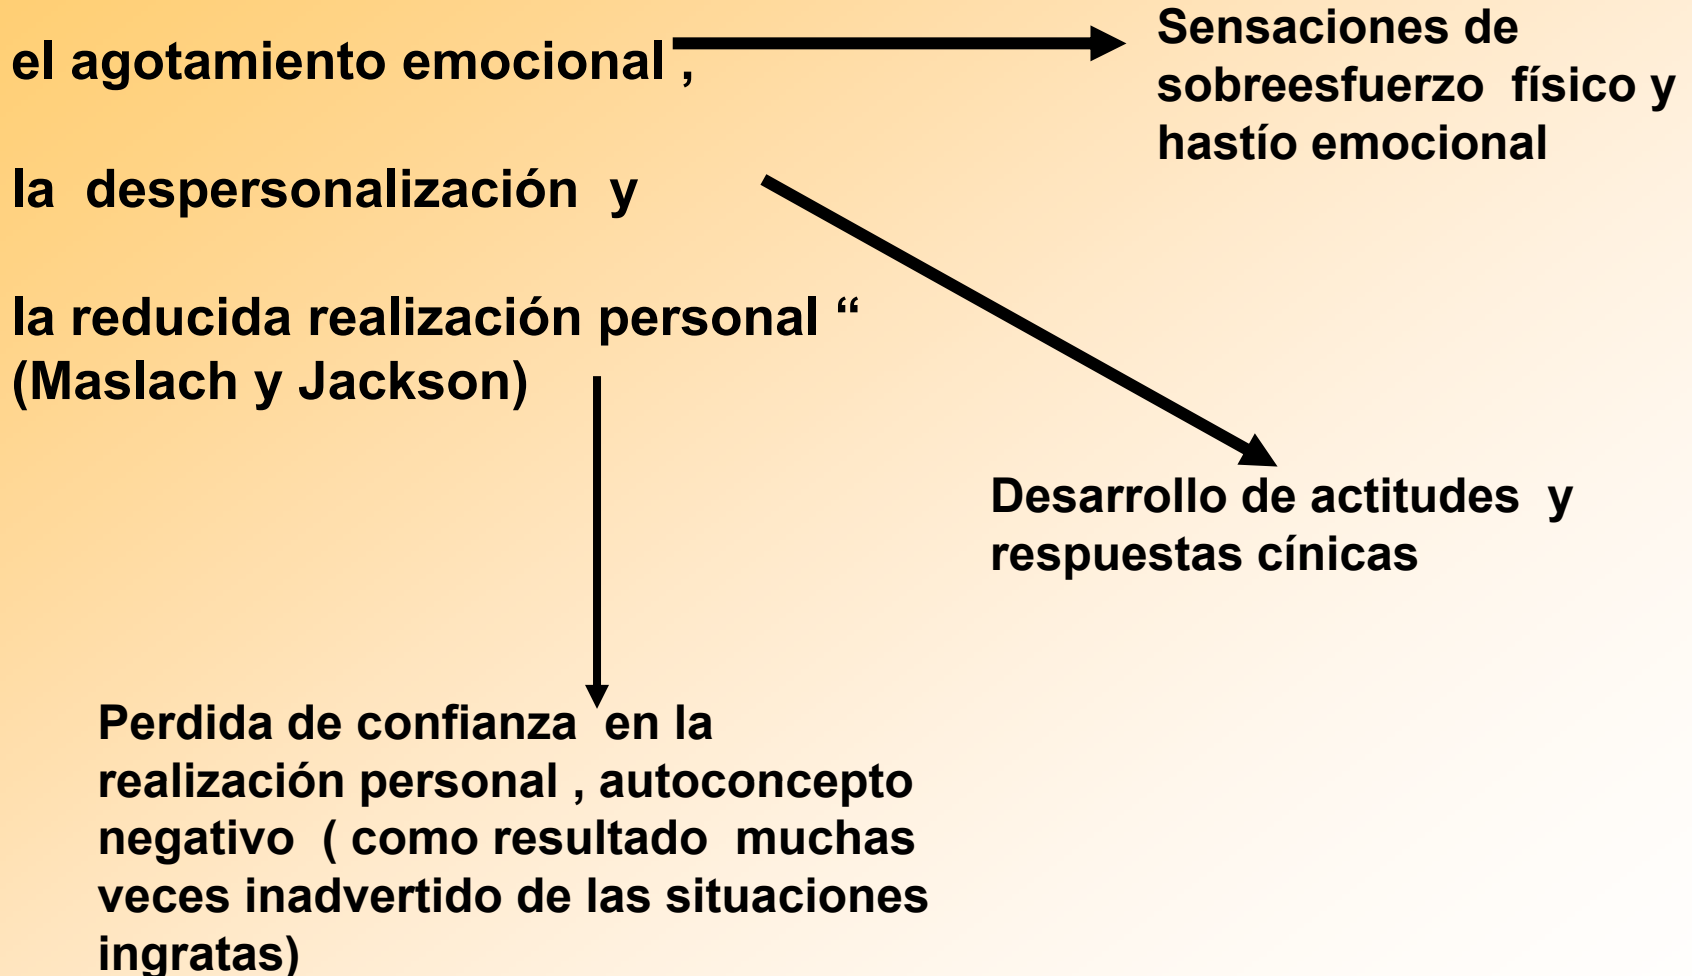 el agotamiento emocional ,
la despersonalización y
la reducida realización personal “
(Maslach y Jackson)
Sensaciones de
sobreesfuerzo físico y
hastío emocional
Desarrollo de actitudes y
respuestas cínicas
Perdida de confianza en la
realización personal , autoconcepto
negativo ( como resultado muchas
veces inadvertido de las situaciones
ingratas)